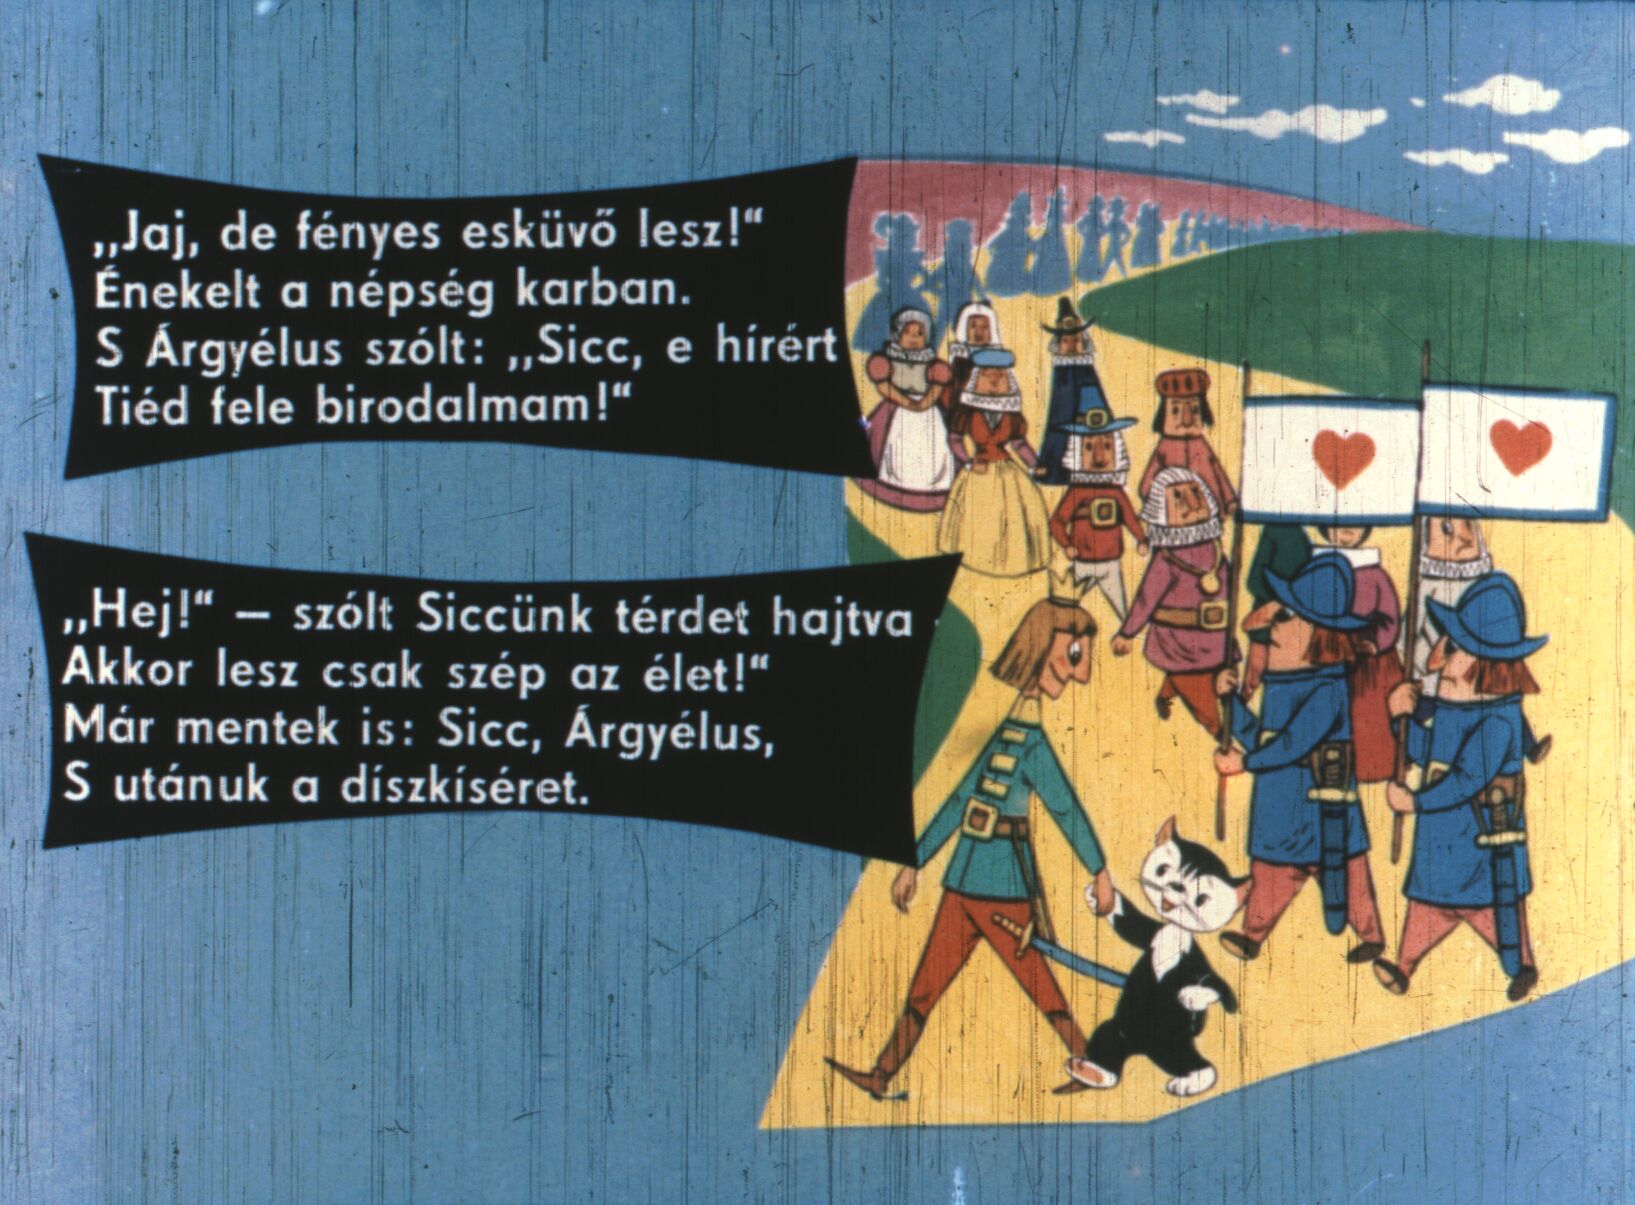 „Jaj, de fényes esküvő lesz!“
Énekelt a népség karban.
S Árgyélus szólt: „Sicc, e hírért
Tiéd fele birodalmam!“
„Hej!“ — szólt Siccünk térdet hajtva
Akkor lesz csak szép az élet!“
Már mentek is: Sicc, Árgyélus,
S utánuk a díszkíséret.